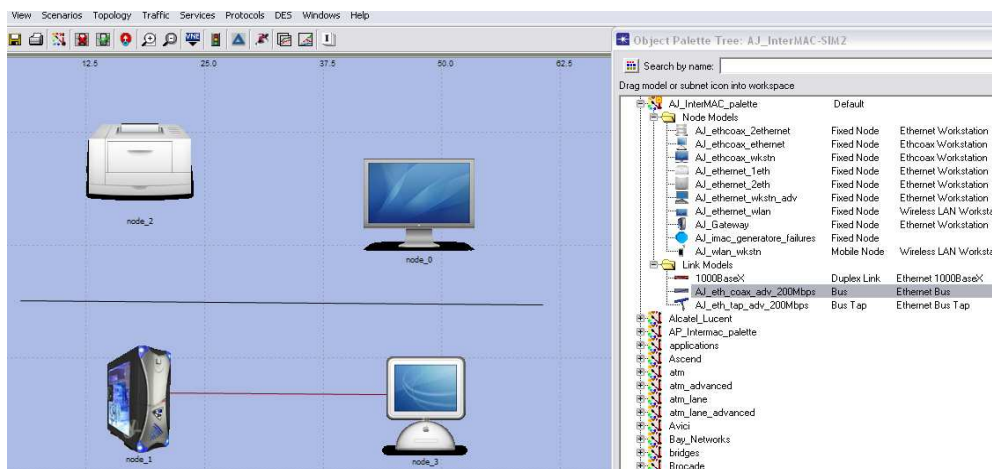 View Scenarios Topology Traffic Services Protocols DES Windows Help
VNE
Object Palette Tree: AJ_InterMAC-SIM2
12.5 25.0 37.5 50.0 62.5
Search by name:
Drag model or subnet icon into workspace
AJ_InterMAC_palette Default
Node Models
AJ_ethcoax_2ethernet Fixed Node Ethernet Workstation
AJ_ethcoax_ethernet Fixed Node Ethcoax Workstation
AJ_ethcoax_wkstn Fixed Node Ethcoax Workstation
AJ_ethernet_1eth Fixed Node Ethernet Workstation
AJ_ethernet_2eth Fixed Node Ethernet Workstation
AJ_ethernet_wkstn_adv Fixed Node Ethernet Workstation
AJ_ethernet_wlan Fixed Node Wireless LAN Worksta
AJ_Gateway Fixed Node Ethernet Workstation
AJ_imac_generatore_failures Fixed Node
AJ_wlan_wkstn Mobile Node Wireless LAN Worksta
Link Models
1000BaseX Duplex Link Ethernet 1000BaseX
AJ_eth_coax_adv_200Mbps Bus Ethernet Bus
AJ_eth_tap_adv_200Mbps Bus Tap Ethernet Bus Tap
Alcatel_Lucent
AP_Intermac_palette
applications
Ascend
atm
atm_advanced
atm_lane
atm_lane_advanced
Avici
Bay_Networks
bridges
Brocade
node_2
node_0
node_1
node_3